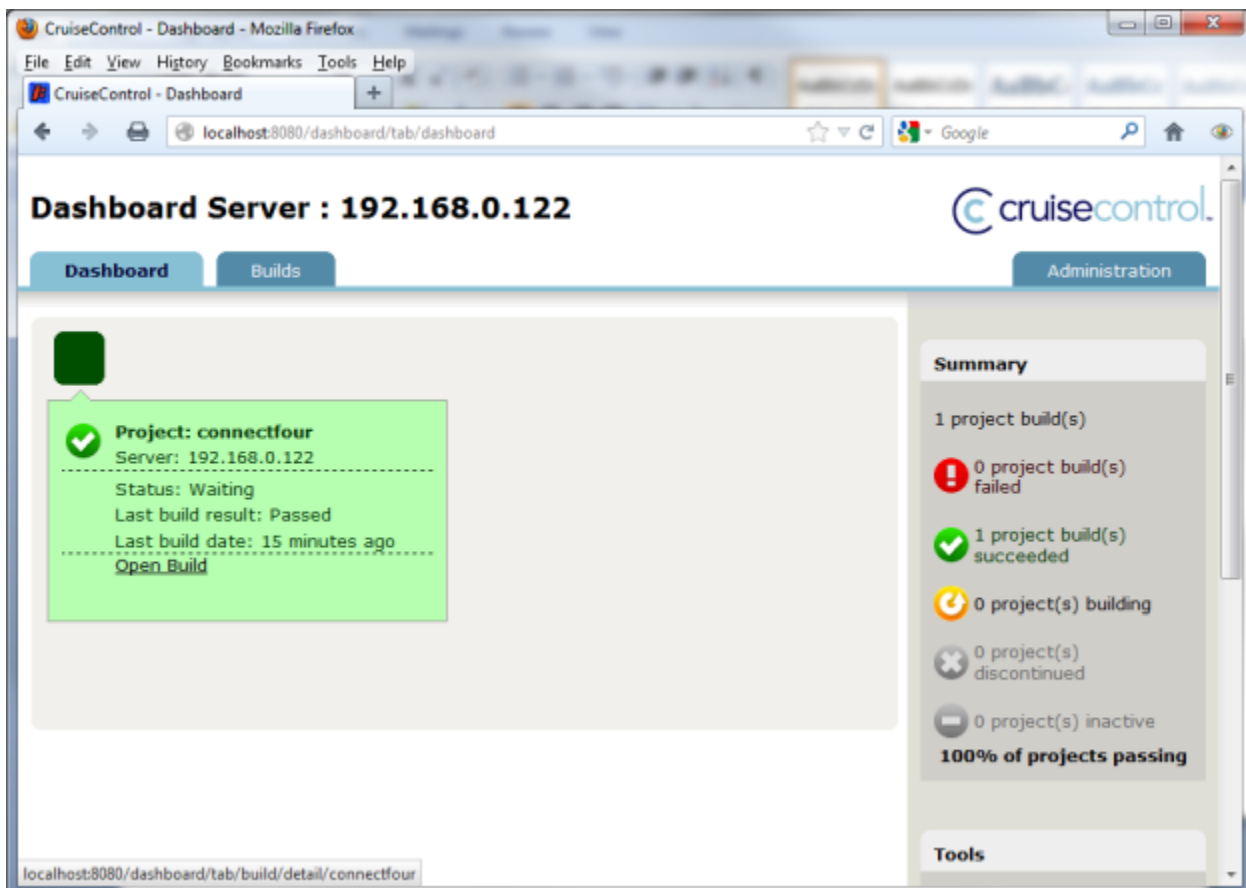 CruiseControl - Dashboard - Mozilla Firefox
File Edit View History Bookmarks Tools Help
CruiseControl - Dashboard
localhost:8080/dashboard/tab/dashboard
Google
Dashboard Server : 192.168.0.122
cruisecontrol
Dashboard
Builds
Administration
Project: connectfour
Server: 192.168.0.122
Status: Waiting
Last build result: Passed
Last build date: 15 minutes ago
Open Build
Summary
1 project build(s)
0 project build(s)
failed
1 project build(s)
succeeded
0 project(s) building
0 project(s)
discontinued
0 project(s) inactive
100% of projects passing
Tools
localhost:8080/dashboard/tab/build/detail/connectfour